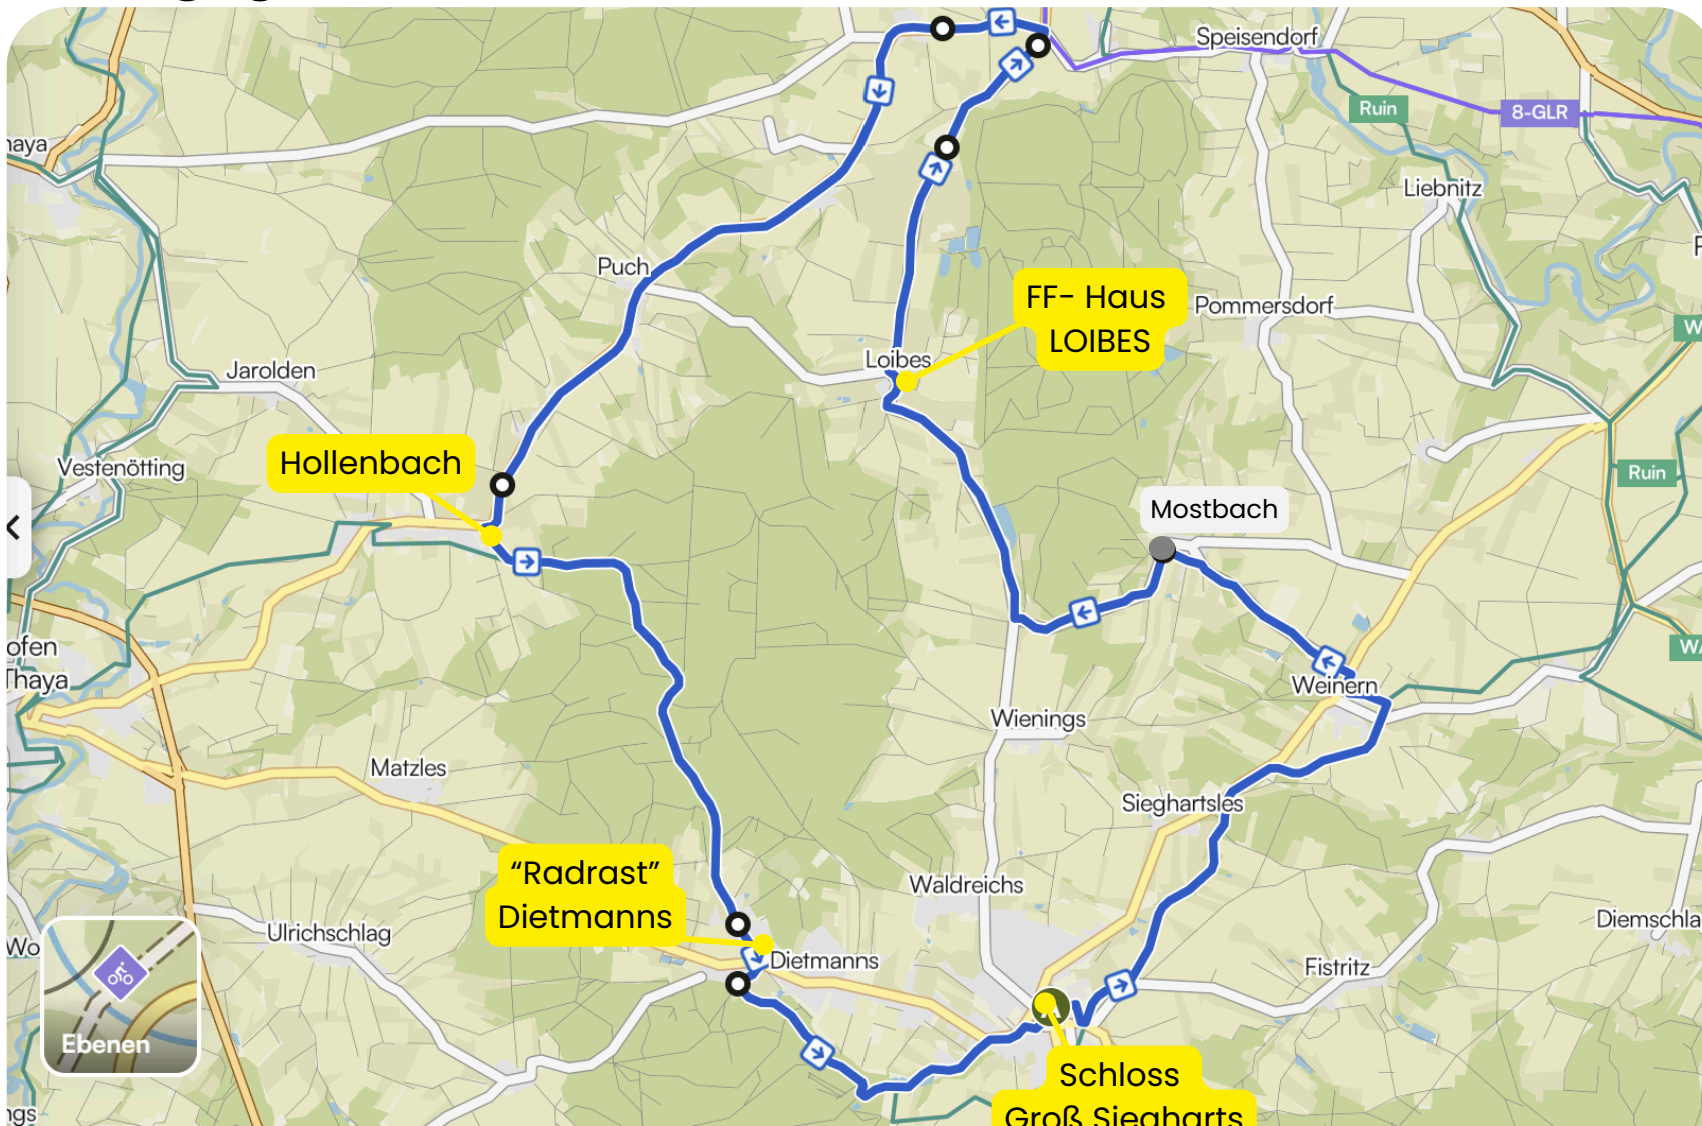 Speisendorf
Ruin
8-GLR
haya
Liebnitz
Puch
FF- Haus
LOIBES
Pommersdorf
Loibes
Jarolden
Hollenbach
Vestenötting
Ruin
Mostbach
ofen
Thaya
Weinern
Wienings
Matzles
Sieghartsles
"Radrast"
Dietmanns
Waldreichs
Ulrichschlag
Diemschla
Wo
Dietmanns
Fistritz
Ebenen
Schloss
Groß Siegharts
ngs